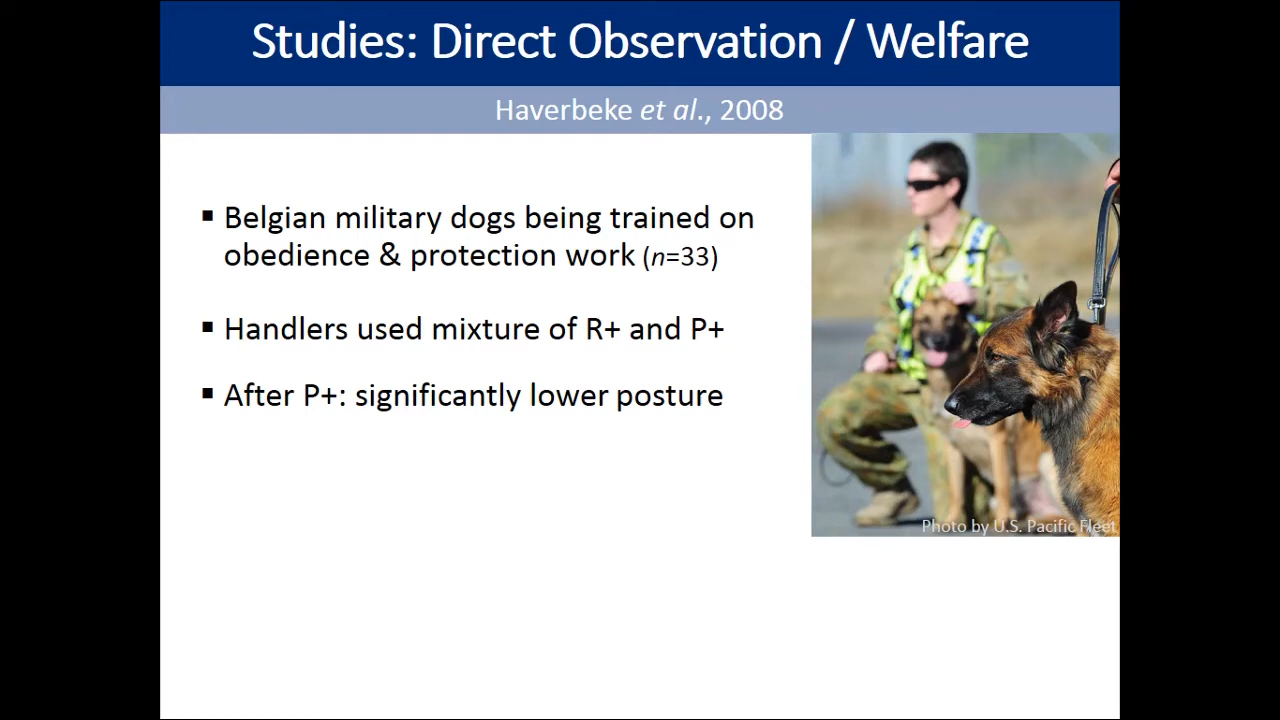 Studies: Direct Observation / Welfare
Haverbeke et al., 2008
▪ Belgian military dogs being trained on
obedience & protection work (n=33)
▪ Handlers used mixture of R+ and P+
▪ After P+: significantly lower posture
Photo by U.S. Pacific Fleet